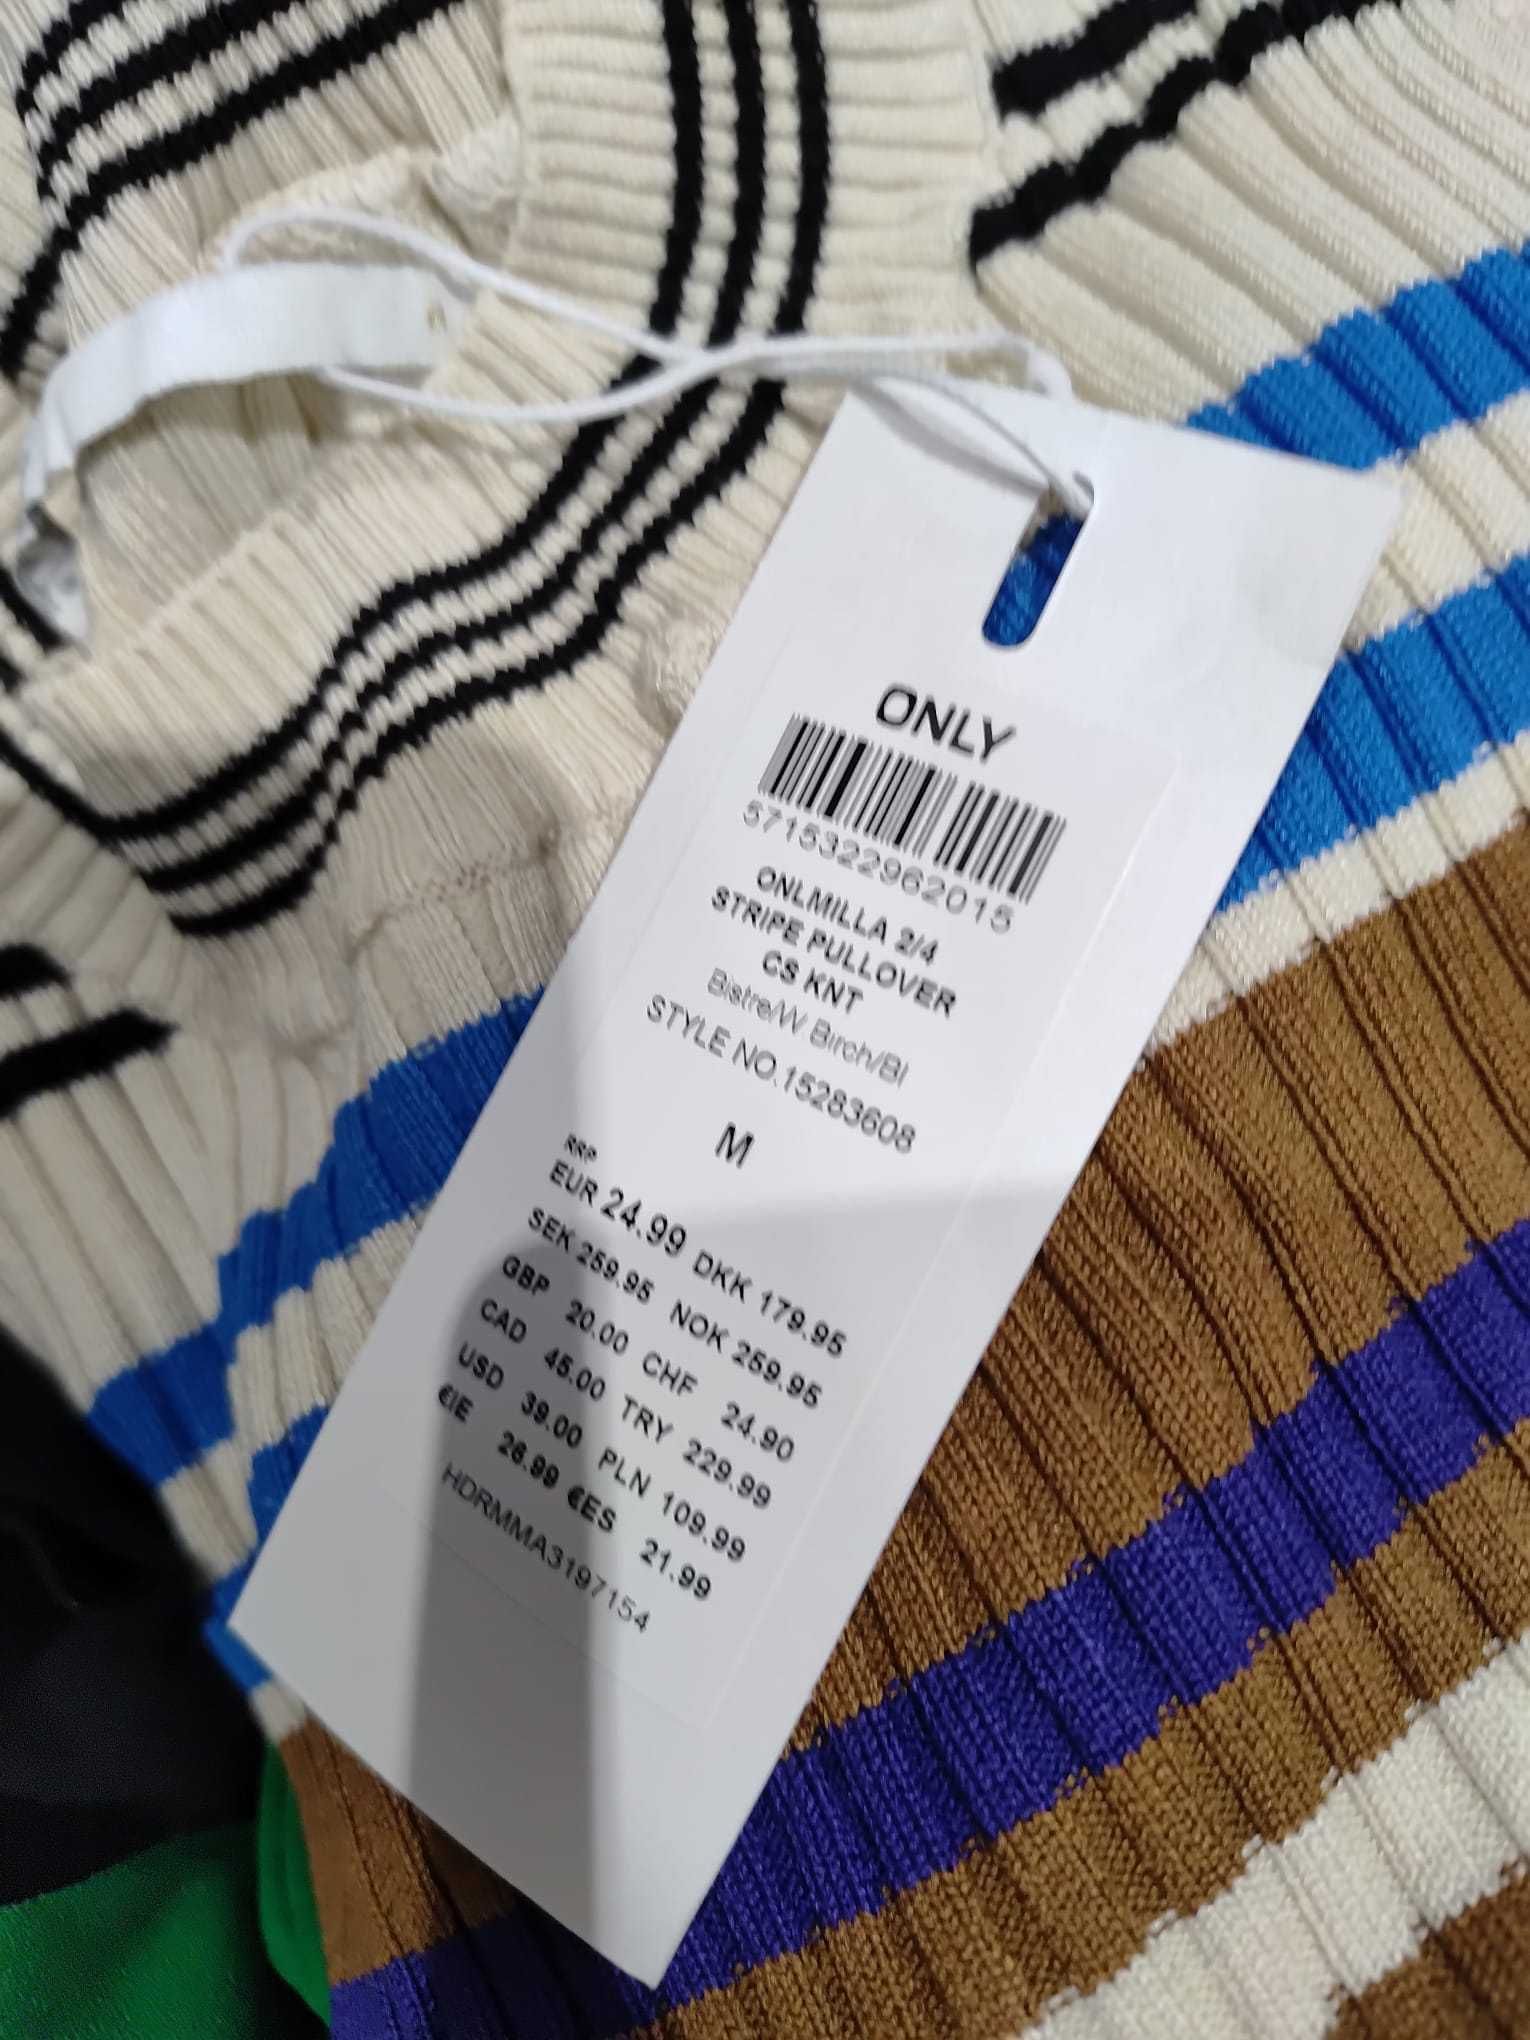 ONLY
5715322962015
ONLMILLA 2/4
STRIPE PULLOVER
CS KNT
Bistre/W Birch/Bl
STYLE NO.15283608
M
RRP
EUR 24.99 DKK 179.95
SEK 259.95 NOK 259.95
GBP 20.00 CHF 24.90
CAD 45.00 TRY 229.99
USD 39.00 PLN 109.99
€IE 26.99 €ES 21.99
HDRMMA3197154